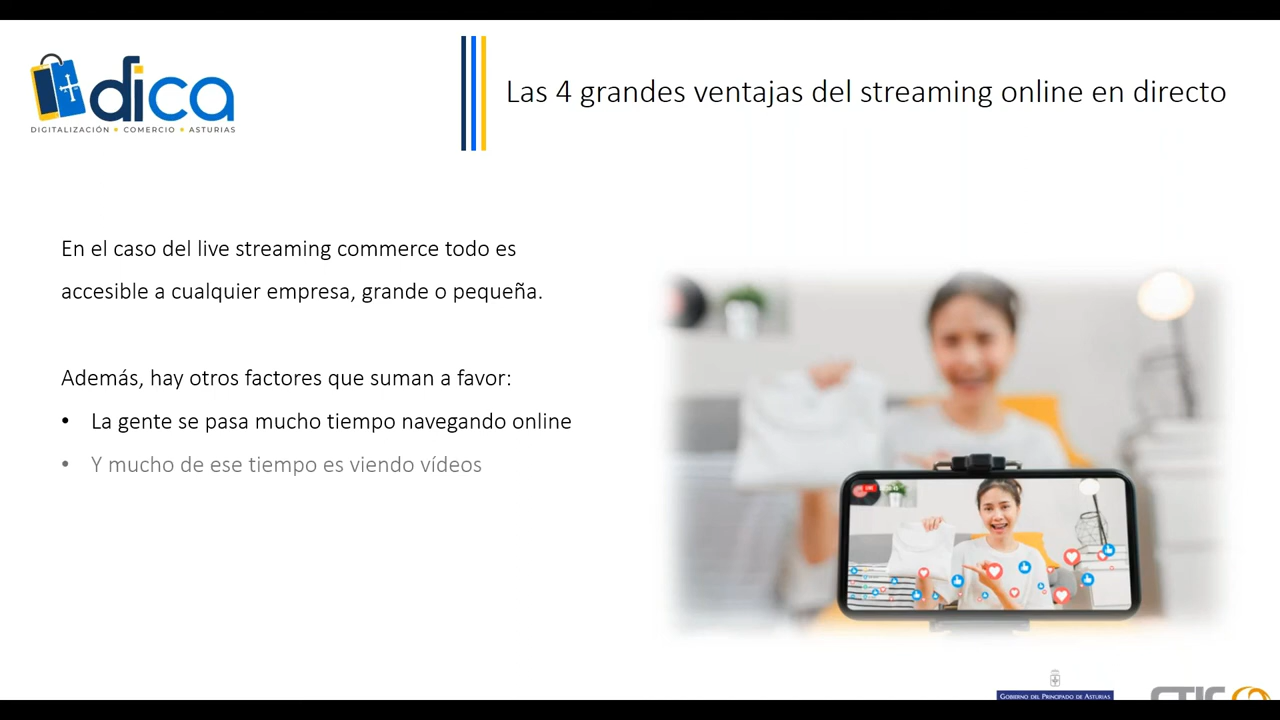 dica
DIGITALIZACIÓN • COMERCIO • ASTURIAS
Las 4 grandes ventajas del streaming online en directo
En el caso del live streaming commerce todo es
accesible a cualquier empresa, grande o pequeña.
Además, hay otros factores que suman a favor:
• La gente se pasa mucho tiempo navegando online
• Y mucho de ese tiempo es viendo vídeos
GOBIERNO DEL PRINCIPADO DE ASTURIAS